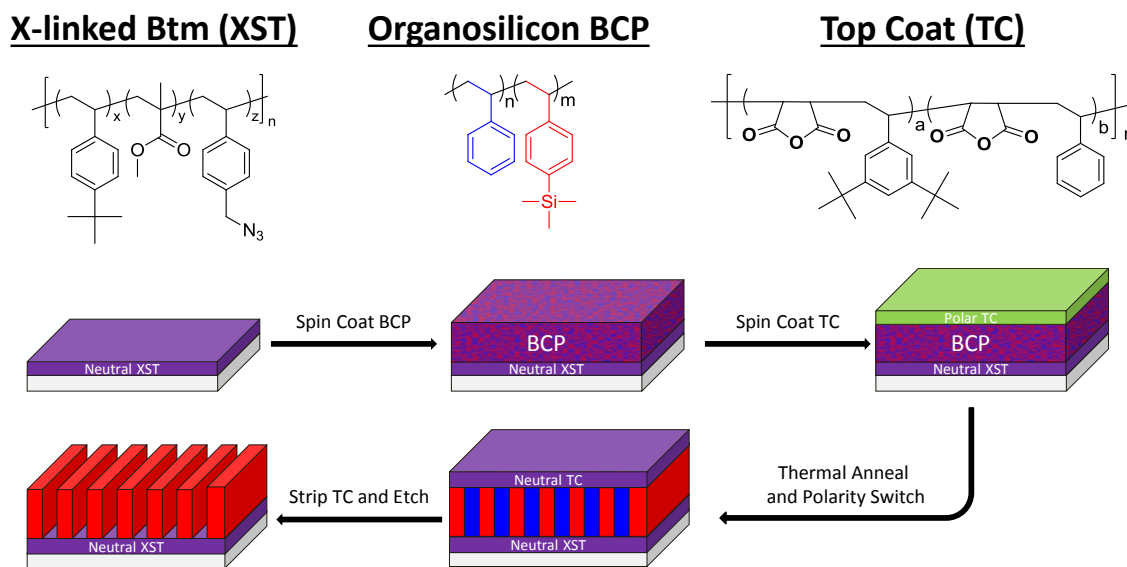 X-linked Btm (XST)
Organosilicon BCP
Top Coat (TC)
x
y
z
n
O
O
N3
n
m
Si
O
O
O
a
O
O
O
b
n
Spin Coat BCP
Spin Coat TC
Neutral XST
BCP
Neutral XST
Polar TC
BCP
Neutral XST
Thermal Anneal
and Polarity Switch
Strip TC and Etch
Neutral XST
Neutral TC
Neutral XST